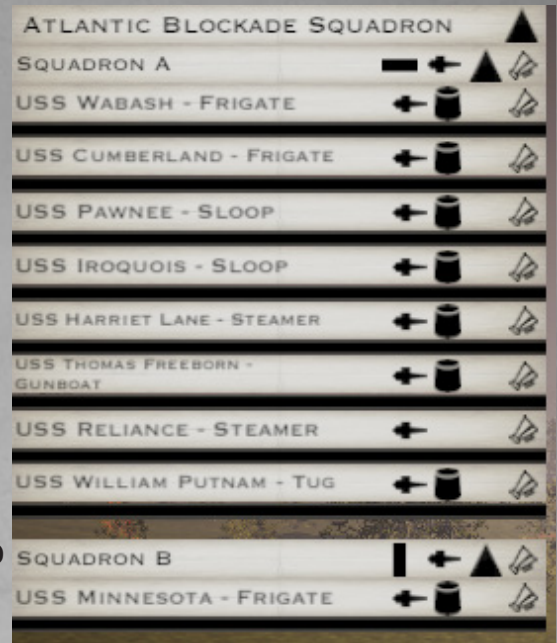 Atlantic Blockade Squadron
Squadron A
USS Wabash - Frigate
USS Cumberland - Frigate
USS Pawnee - Sloop
USS Iroquois - Sloop
USS Harriet Lane - Steamer
USS Thomas Freeborn -
Gunboat
USS Reliance - Steamer
USS William Putnam - Tug
Squadron B
USS Minnesota - Frigate